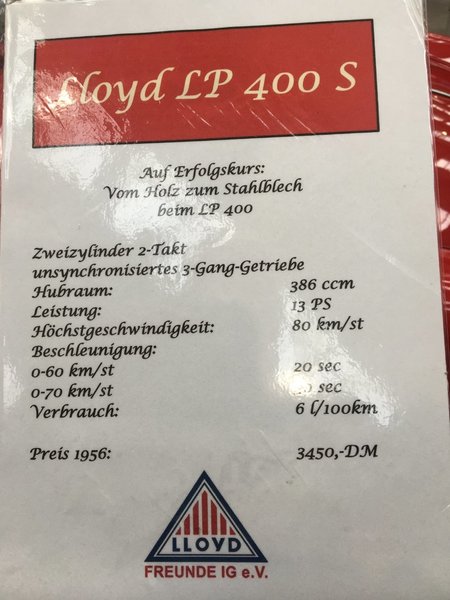 Lloyd LP 400 S
Auf Erfolgskurs:
Vom Holz zum Stahlblech
beim LP 400
Zweizylinder 2-Takt
unsynchronisiertes 3-Gang-Getriebe
Hubraum: 386 ccm
Leistung: 13 PS
Höchstgeschwindigkeit: 80 km/st
Beschleunigung:
0-60 km/st 20 sec
0-70 km/st sec
Verbrauch: 6 l/100km
Preis 1956: 3450,-DM
LLOYD
FREUNDE IG e.V.